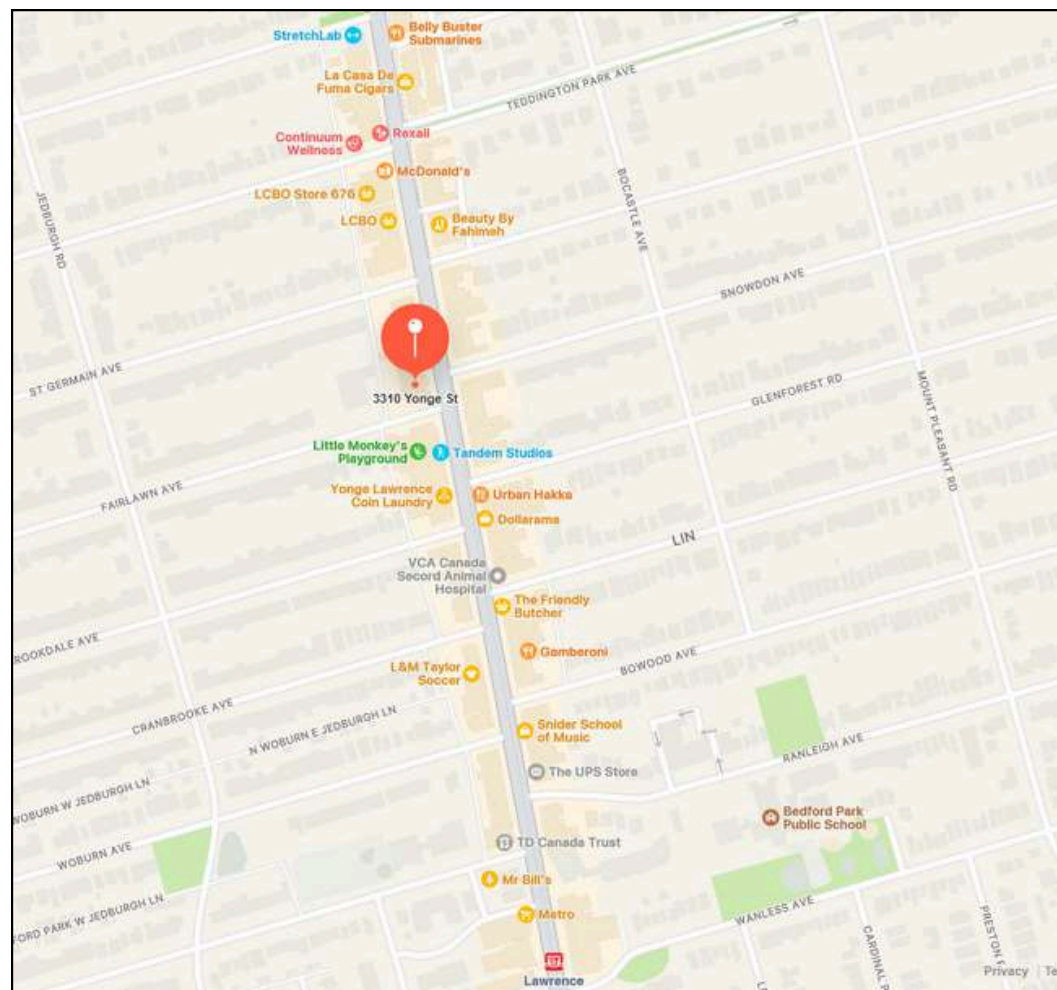 StretchLab
Belly Buster
Submarines
La Casa De
Fuma Cigars
TEDDINGTON PARK AVE
Continuum
Wellness
Rexall
McDonald's
LCBO Store 676
LCBO
Beauty By
Fahimeh
JEDBURGH RD
BOCASTLE AVE
SNOWDON AVE
ST GERMAIN AVE
3310 Yonge St
GLENFOREST RD
MOUNT PLEASANT RD
Little Monkey's
Playground
Tandem Studios
FAIRLAWN AVE
Yonge Lawrence
Coin Laundry
Urban Hakka
Dollarama
LIN
VCA Canada
Secord Animal
Hospital
The Friendly
Butcher
ROOKDALE AVE
Gamberoni
BOWOOD AVE
L&M Taylor
Soccer
CRANBROOKE AVE
N WOBURN E JEDBURGH LN
Snider School
of Music
RANLEIGH AVE
The UPS Store
WOBURN W JEDBURGH LN
Bedford Park
Public School
WOBURN AVE
TD Canada Trust
Mr Bill's
FORD PARK W JEDBURGH LN
Metro
WANLESS AVE
CARDINAL P
PRESTON
Lawrence
Privacy
Te